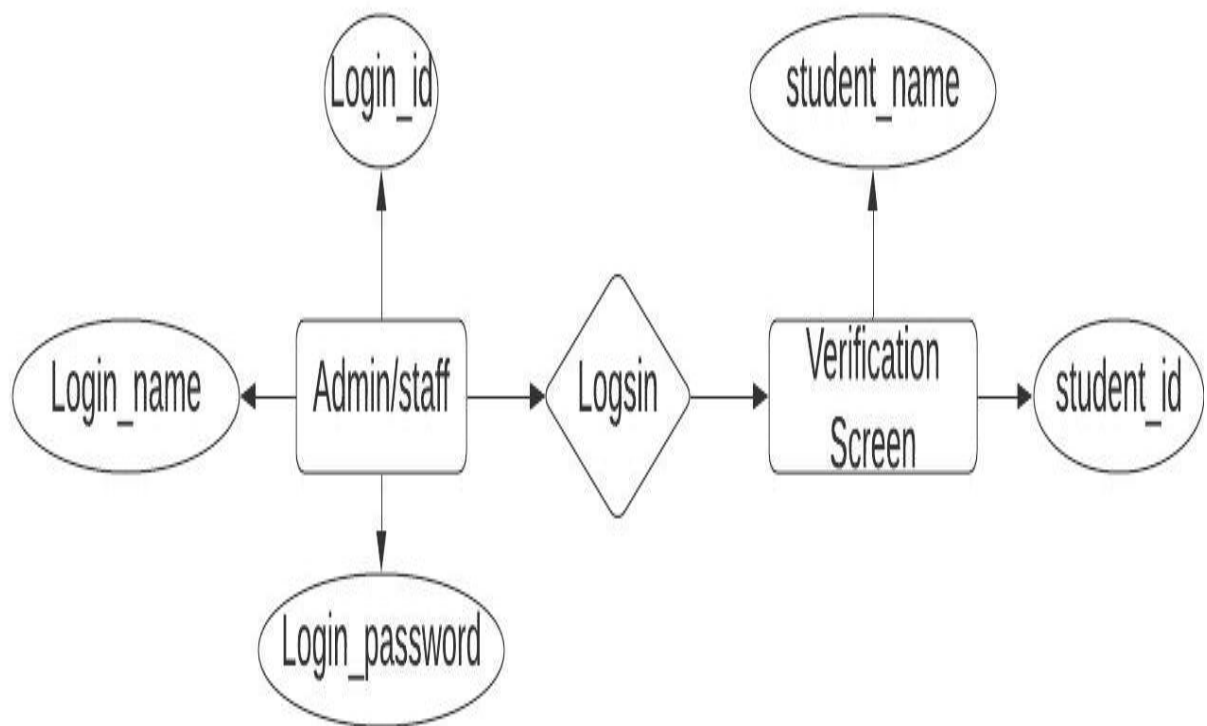 Login_id
student_name
Login_name
Admin/staff
Logsin
Verification
Screen
student_id
Login_password